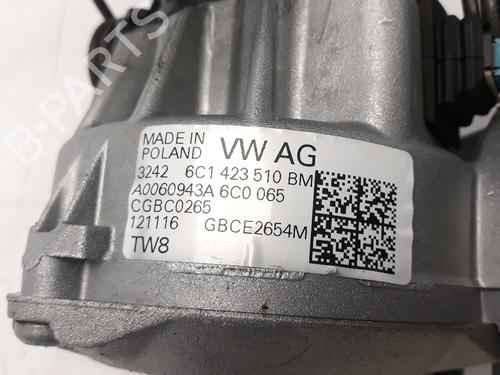 B-PARTS
MADE IN
POLAND VW AG
3242 6C1 423 510 BM
A0060943A 6C0 065
CGBC0265
121116 GBCE2654M
TW8